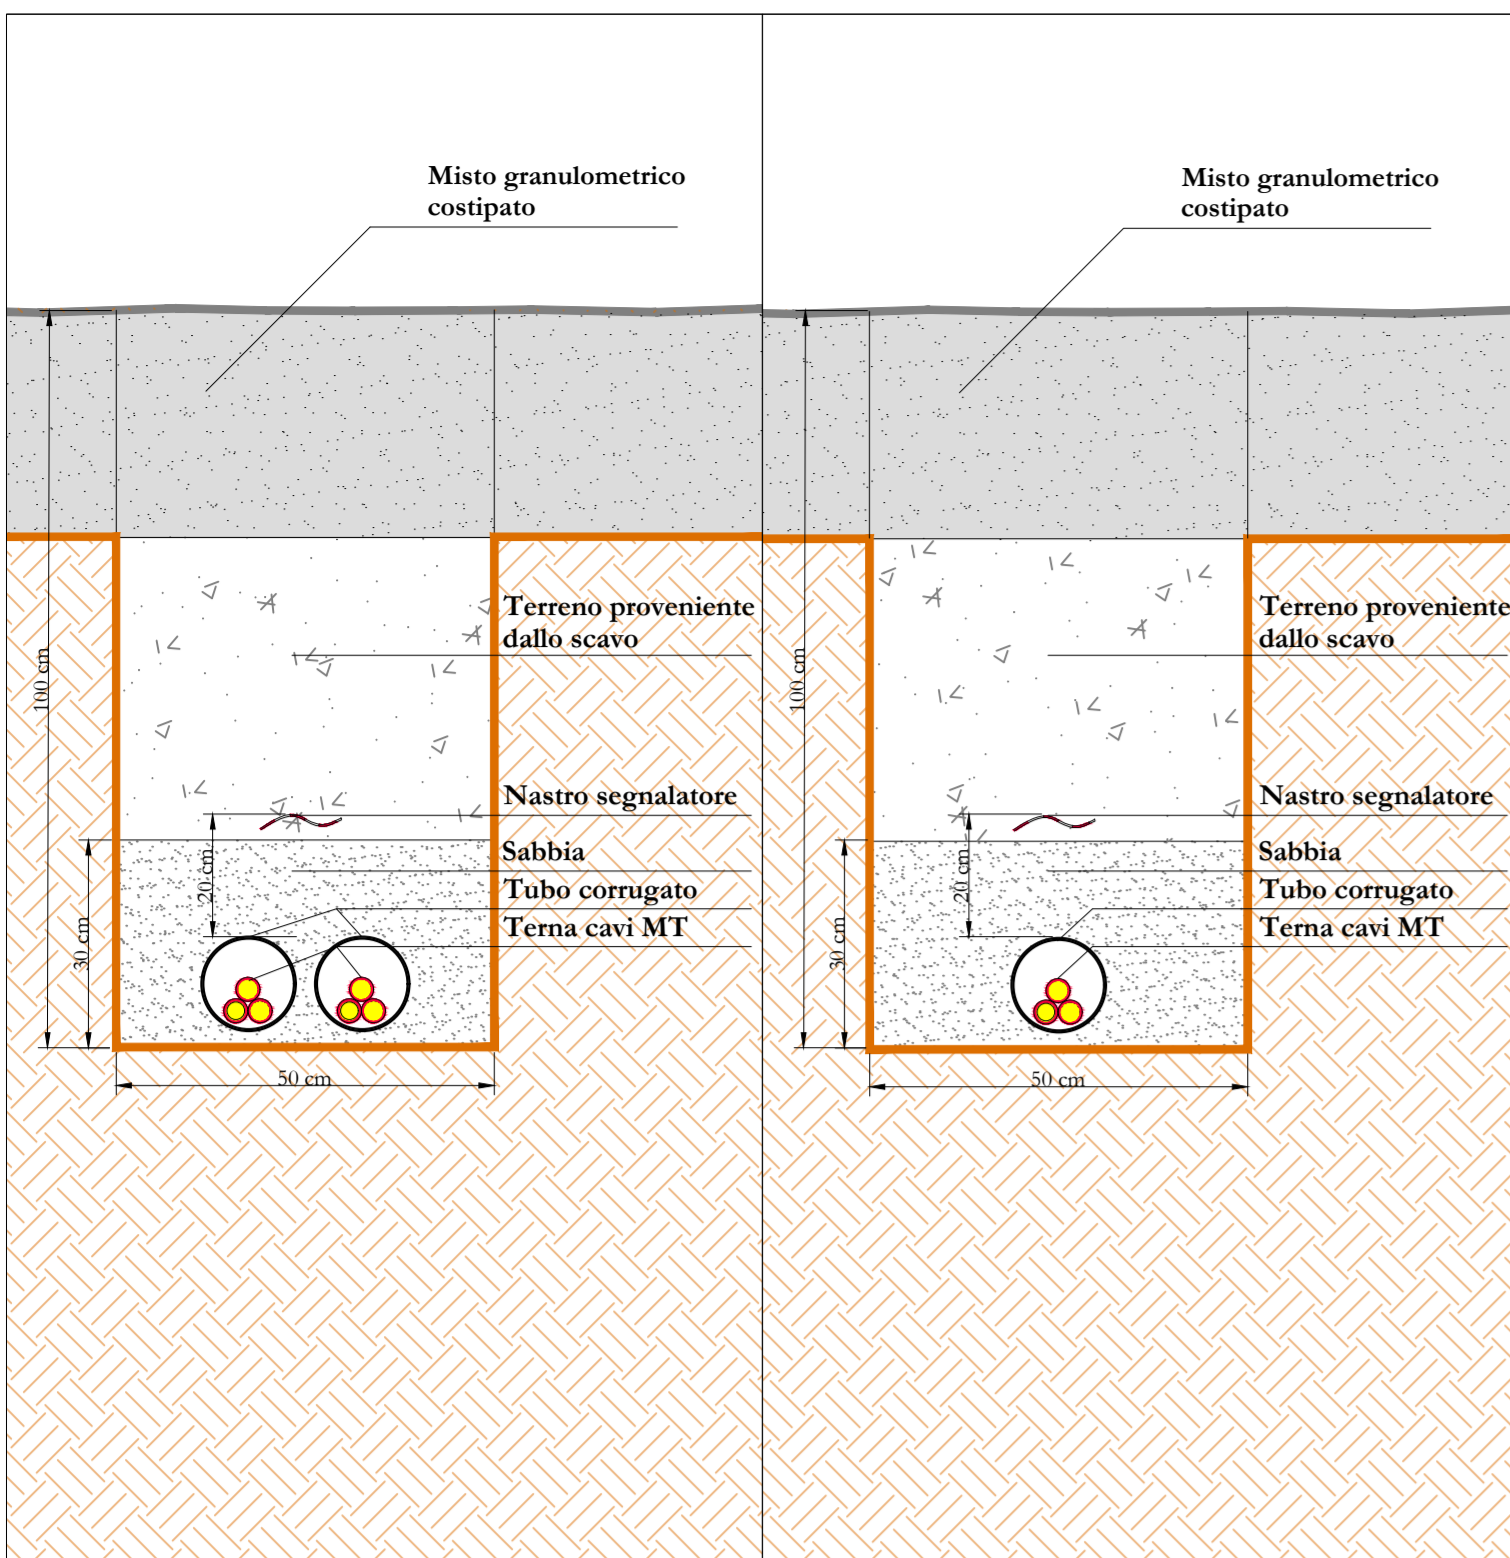 Misto granulometrico
costipato
Terreno proveniente
dallo scavo
100 cm
Nastro segnalatore
Sabbia
20 cm
Tubo corrugato
Terna cavi MT
30 cm
50 cm
Misto granulometrico
costipato
Terreno proveniente
dallo scavo
100 cm
Nastro segnalatore
Sabbia
20 cm
Tubo corrugato
Terna cavi MT
30 cm
50 cm